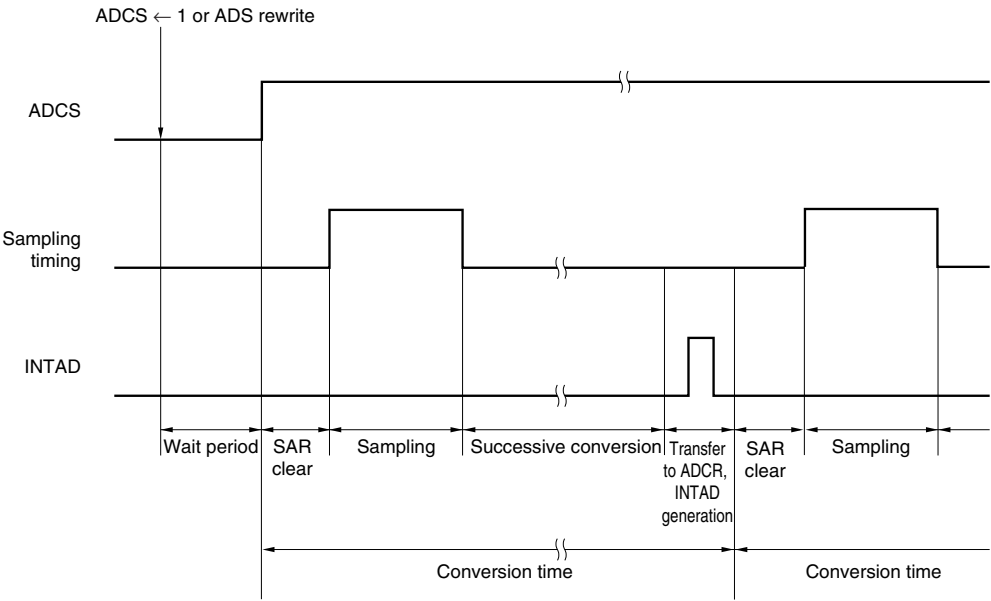 ADCS ← 1 or ADS rewrite
ADCS
Sampling
timing
INTAD
Wait period
SAR
clear
Sampling
Successive conversion
Transfer
to ADCR,
INTAD
generation
SAR
clear
Sampling
Conversion time
Conversion time